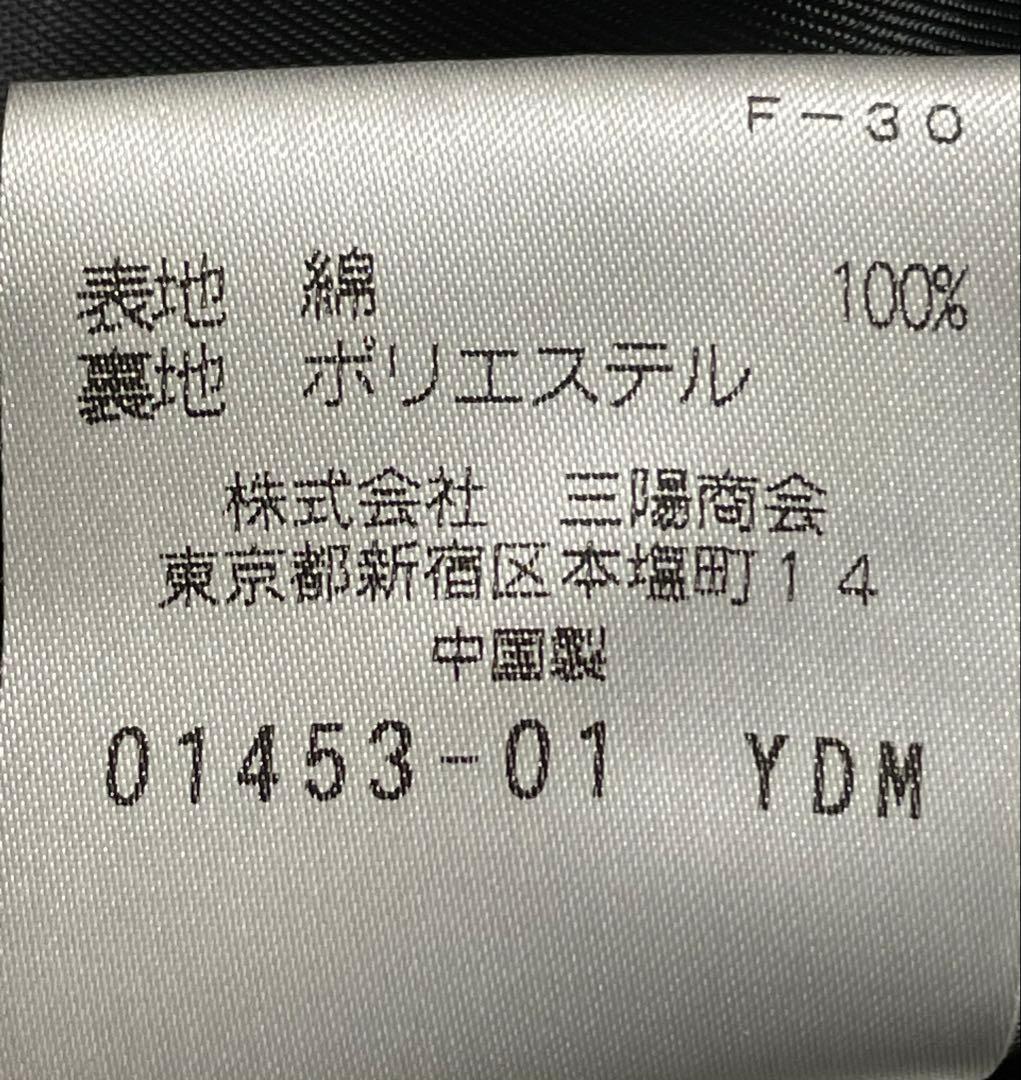 F－30
表地　綿　100%
裏地　ポリエステル
株式会社　三陽商会
東京都新宿区本塩町１４
中国製
01453-01 YDM